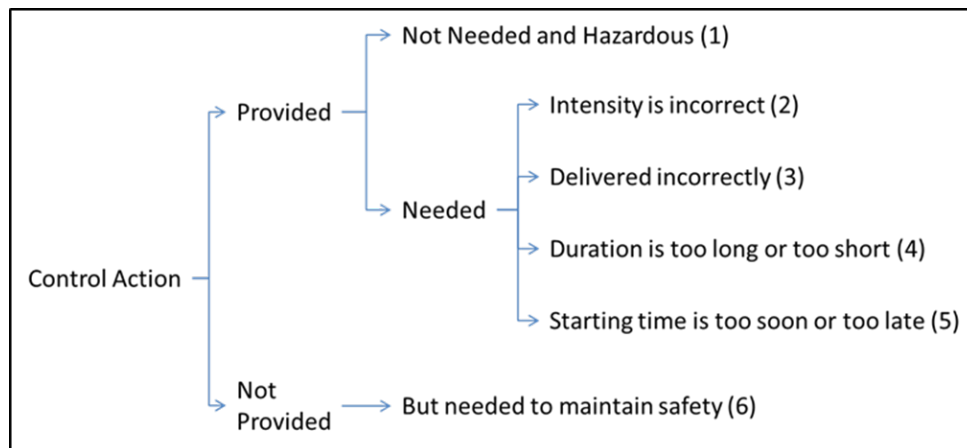 Not Needed and Hazardous (1)
Provided
Intensity is incorrect (2)
Delivered incorrectly (3)
Needed
Duration is too long or too short (4)
Control Action
Starting time is too soon or too late (5)
Not
Provided
But needed to maintain safety (6)